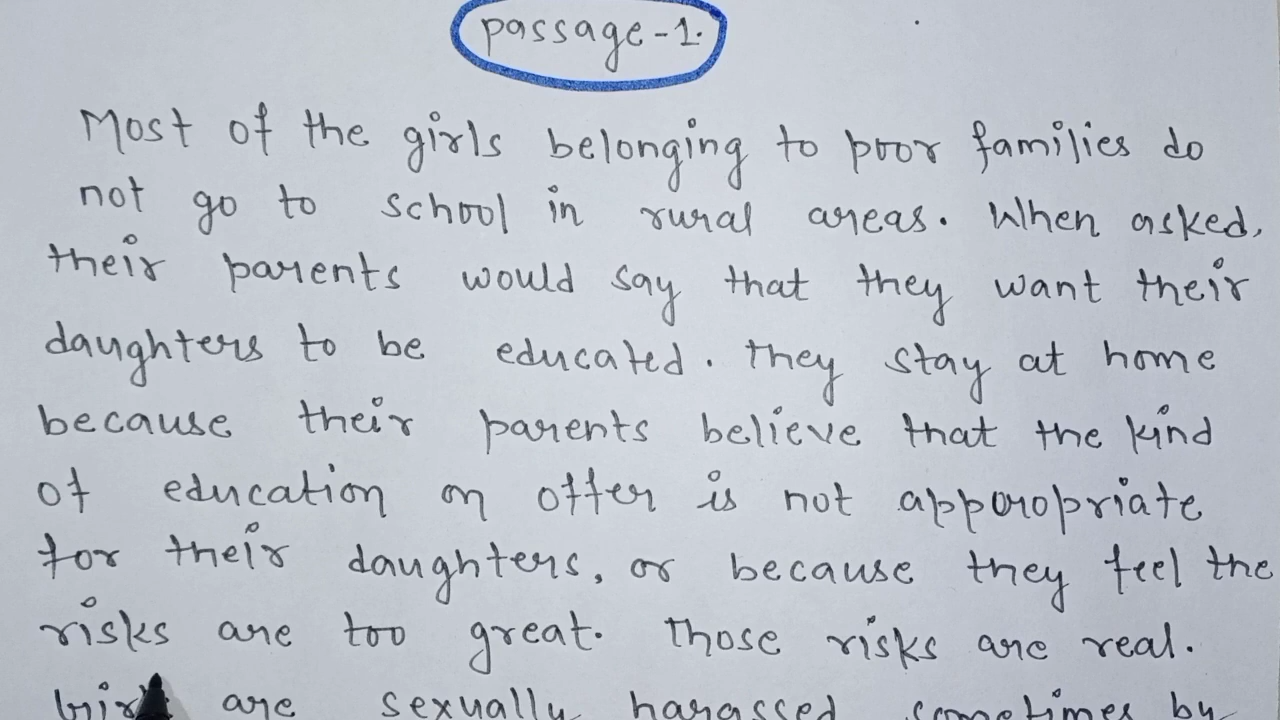 passage-1.
Most of the girls belonging to poor families do
not go to school in rural areas. When asked,
their parents would say that they want their
daughters to be educated. They stay at home
because their parents believe that the kind
of education on offer is not apporopriate
for their daughters, or because they feel the
risks are too great. Those risks are real.
are sexually harassed sometimes by